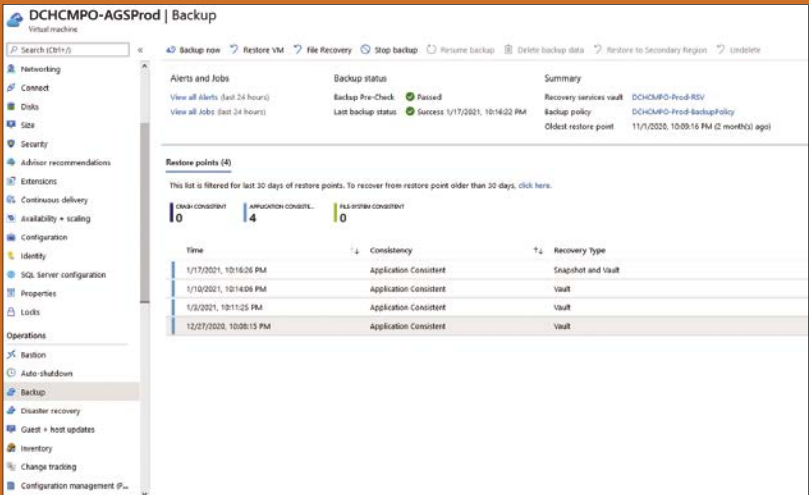 DCHCMPO-AGSProd | Backup
Virtual machine
Search (Ctrl+/)
«
Backup now
Restore VM
File Recovery
Stop backup
Resume backup
Delete backup data
Restore to Secondary Region
Undelete
Networking
Connect
Disks
Size
Security
Advisor recommendations
Extensions
Continuous delivery
Availability + scaling
Configuration
Identity
SQL Server configuration
Properties
Locks
Operations
Bastion
Auto-shutdown
Backup
Disaster recovery
Guest + host updates
Inventory
Change tracking
Configuration management (P...
Alerts and Jobs
View all Alerts (last 24 hours)
View all Jobs (last 24 hours)
Backup status
Backup Pre-Check Passed
Last backup status Success 1/17/2021, 10:16:22 PM
Summary
Recovery services vault DCHCMPO-Prod-RSV
Backup policy DCHCMPO-Prod-BackupPolicy
Oldest restore point 11/1/2020, 10:09:16 PM (2 month(s) ago)
Restore points (4)
This list is filtered for last 30 days of restore points. To recover from restore point older than 30 days, click here.
CRASH CONSISTENT
0
APPLICATION CONSISTE...
4
FILE-SYSTEM CONSISTENT
0
Time Consistency Recovery Type
1/17/2021, 10:16:26 PM Application Consistent Snapshot and Vault
1/10/2021, 10:14:06 PM Application Consistent Vault
1/3/2021, 10:11:25 PM Application Consistent Vault
12/27/2020, 10:08:15 PM Application Consistent Vault